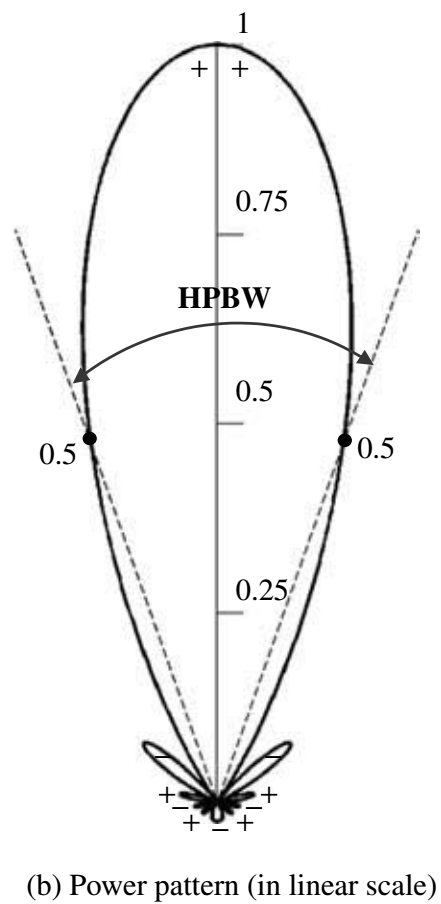 1
+ +
0.75
HPBW
0.5
0.5 0.5
0.25
− −
+ − − +
+ − +
(b) Power pattern (in linear scale)